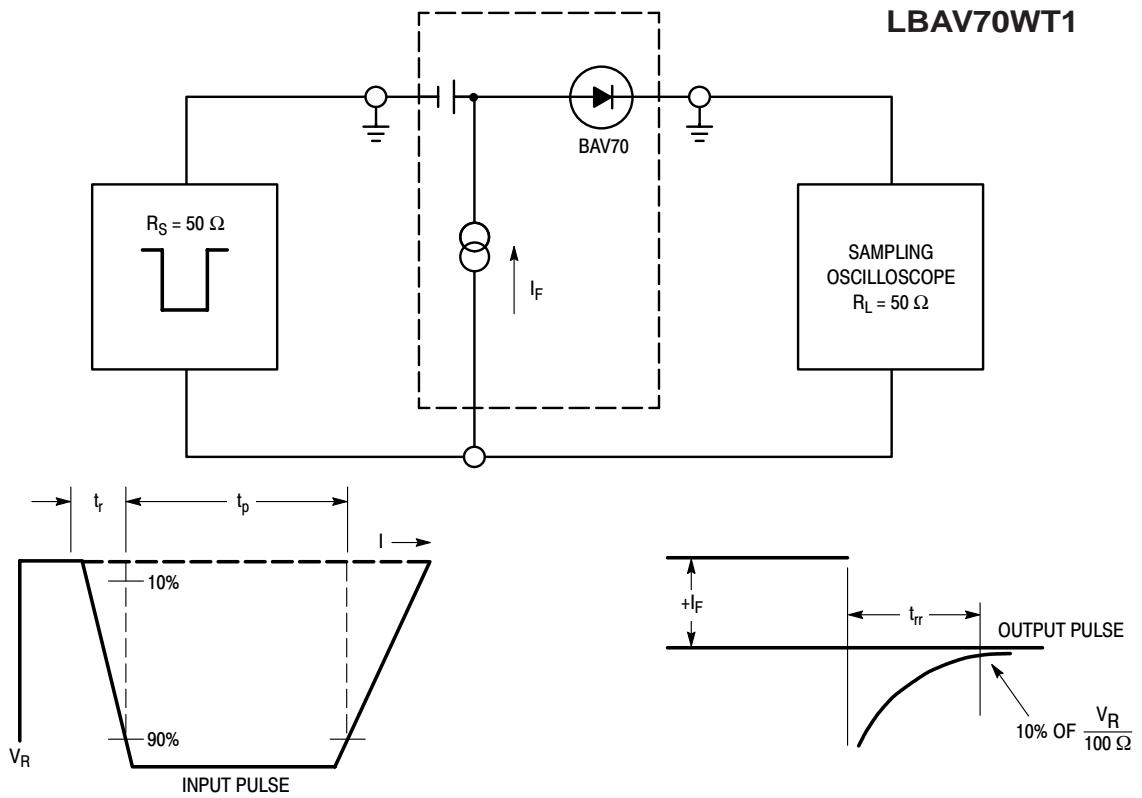 LBAV70WT1
BAV70
R_S = 50 Ω
I_F
SAMPLING
OSCILLOSCOPE
R_L = 50 Ω
t_r
t_p
I
10%
90%
V_R
INPUT PULSE
+I_F
t_rr
OUTPUT PULSE
10% OF V_R / 100 Ω